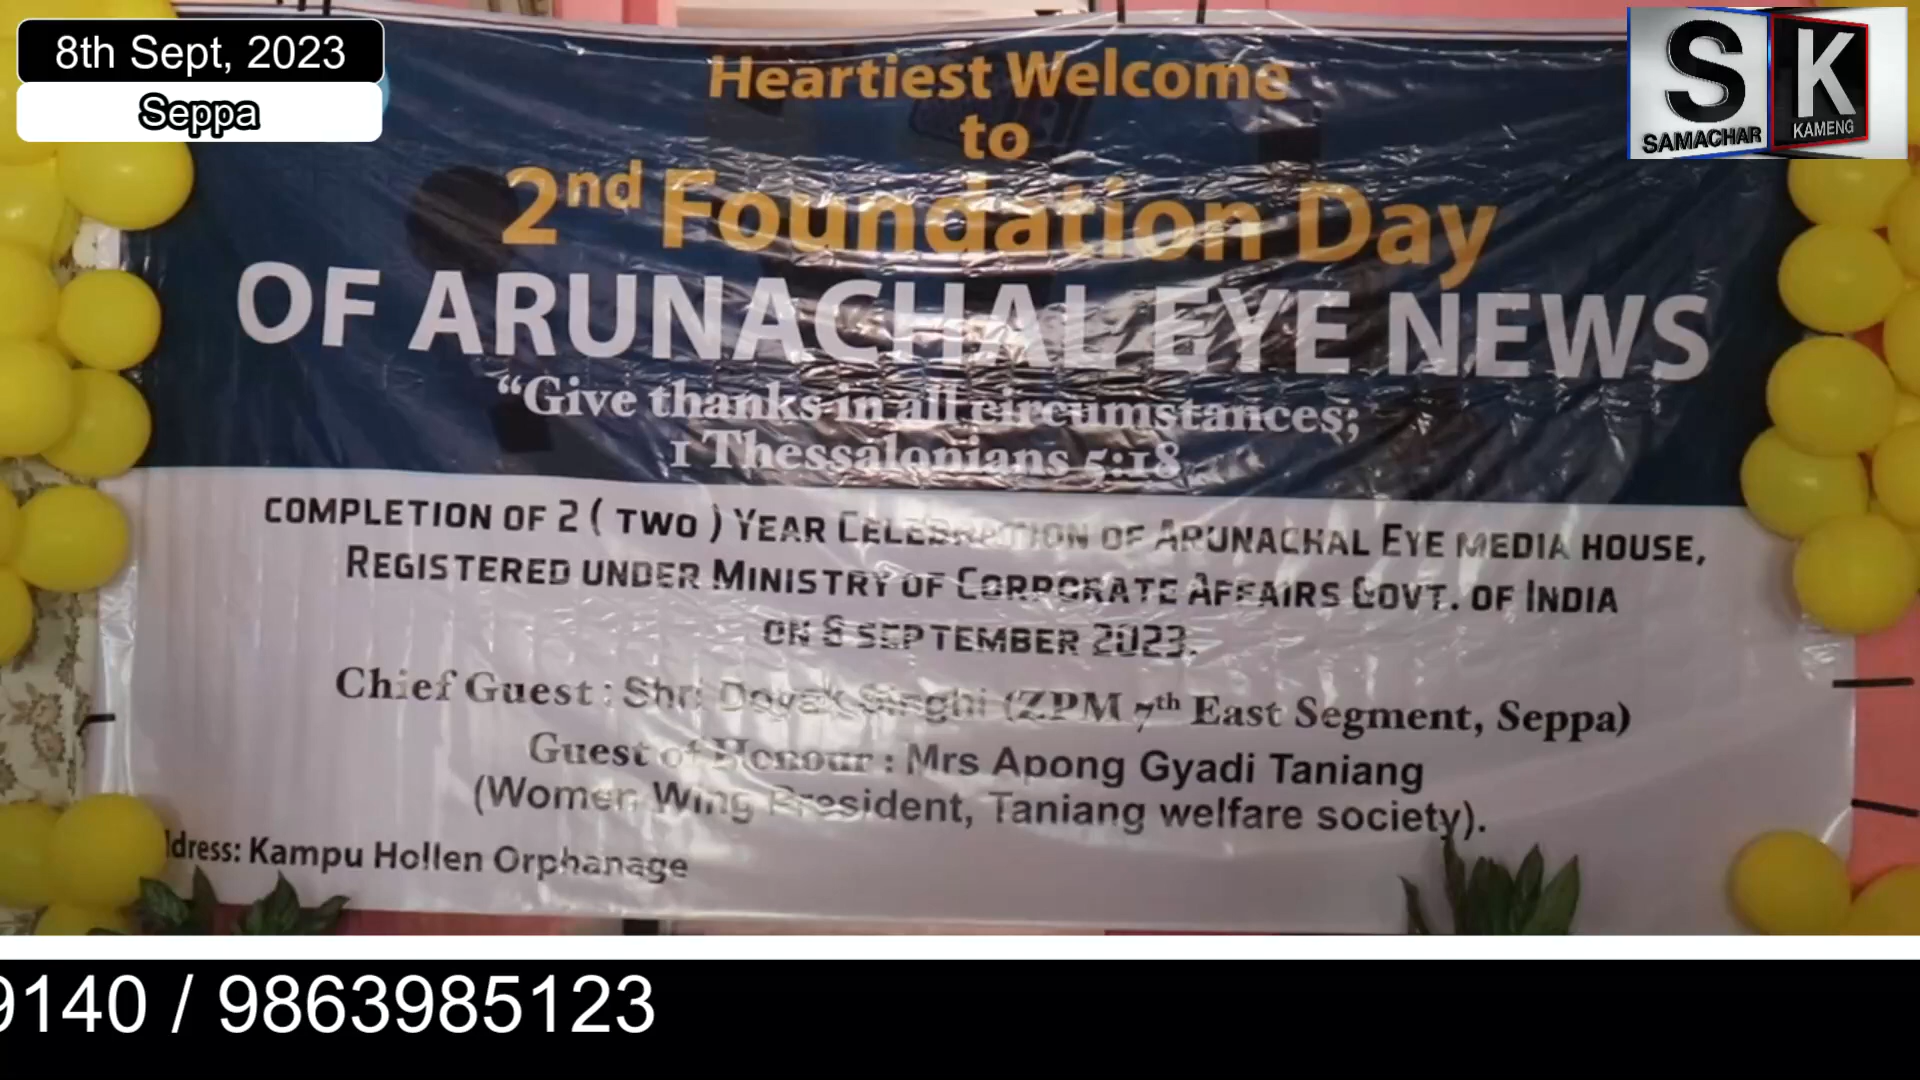 8th Sept, 2023
Seppa
S K
SAMACHAR KAMENG
Heartiest Welcome
to
2nd Foundation Day
OF ARUNACHAL EYE NEWS
“Give thanks in all circumstances;
1 Thessalonians 5:18
COMPLETION OF 2 ( TWO ) YEAR CELEBRATION OF ARUNACHAL EYE MEDIA HOUSE,
REGISTERED UNDER MINISTRY OF CORPORATE AFFAIRS GOVT. OF INDIA
ON 8 SEPTEMBER 2023.
Chief Guest : Shri Singhi (ZPM 7th East Segment, Seppa)
Guest of Honour : Mrs Apong Gyadi Taniang
(Women Wing President, Taniang welfare society).
dress: Kampu Hollen Orphanage
9140 / 9863985123